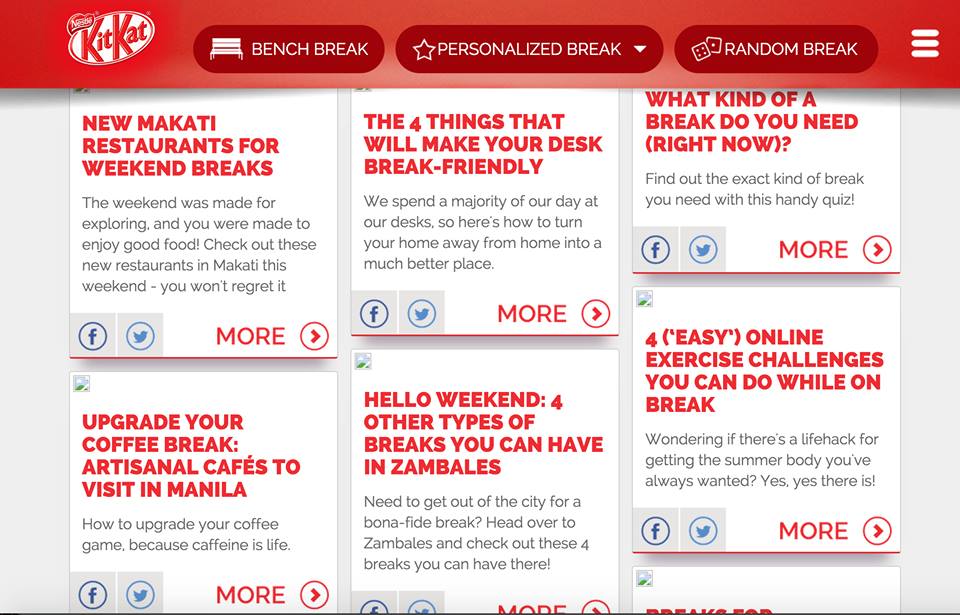 Nestlé
KitKat
BENCH BREAK
PERSONALIZED BREAK
RANDOM BREAK
NEW MAKATI
RESTAURANTS FOR
WEEKEND BREAKS
The weekend was made for
exploring, and you were made to
enjoy good food! Check out these
new restaurants in Makati this
weekend - you won't regret it
MORE
UPGRADE YOUR
COFFEE BREAK:
ARTISANAL CAFÉS TO
VISIT IN MANILA
How to upgrade your coffee
game, because caffeine is life.
MORE
THE 4 THINGS THAT
WILL MAKE YOUR DESK
BREAK-FRIENDLY
We spend a majority of our day at
our desks, so here's how to turn
your home away from home into a
much better place.
MORE
HELLO WEEKEND: 4
OTHER TYPES OF
BREAKS YOU CAN HAVE
IN ZAMBALES
Need to get out of the city for a
bona-fide break? Head over to
Zambales and check out these 4
breaks you can have there!
MORE
WHAT KIND OF A
BREAK DO YOU NEED
(RIGHT NOW)?
Find out the exact kind of break
you need with this handy quiz!
MORE
4 ('EASY') ONLINE
EXERCISE CHALLENGES
YOU CAN DO WHILE ON
BREAK
Wondering if there's a lifehack for
getting the summer body you've
always wanted? Yes, yes there is!
MORE
BREAKS FOR